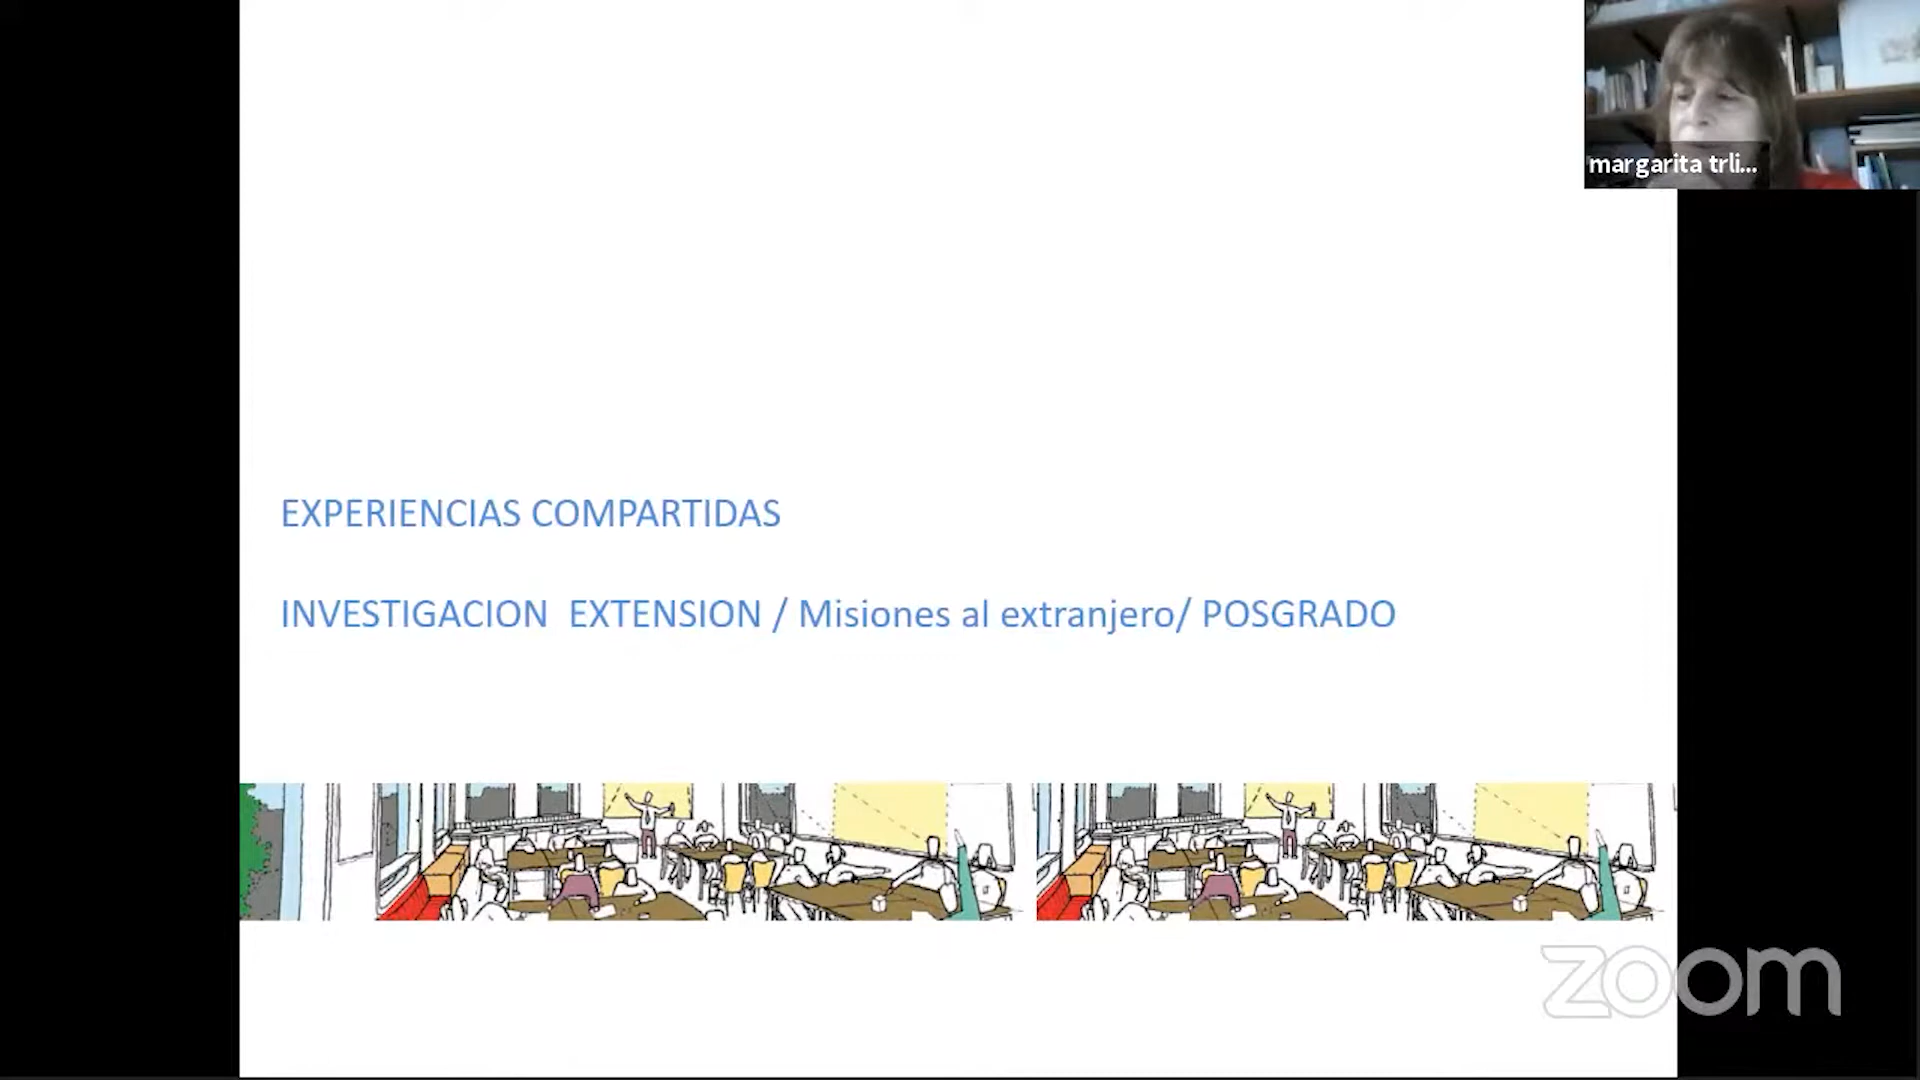 margarita trli...
EXPERIENCIAS COMPARTIDAS
INVESTIGACION  EXTENSION / Misiones al extranjero/ POSGRADO
zoom